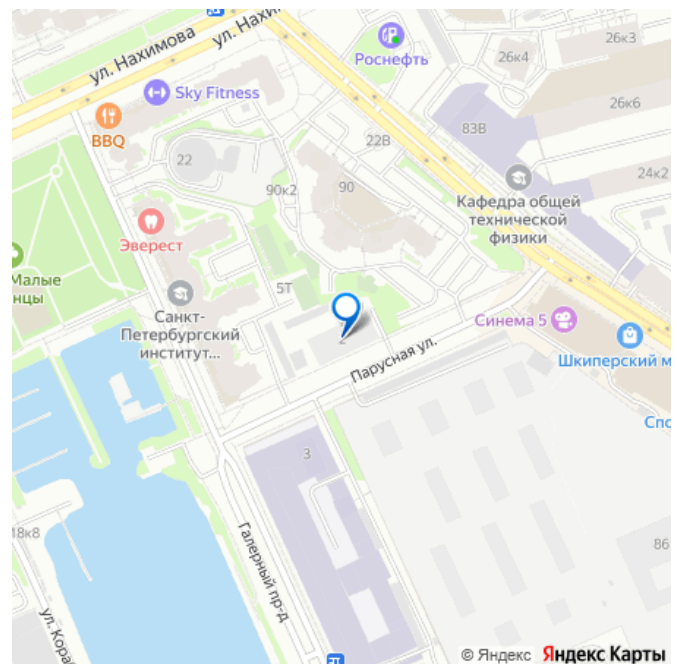 ул. Нахимова
ул. Нахи
Роснефть
26к3
26к4
Sky Fitness
BBQ
26к6
83В
22В
22
90к2
90
24к2
Кафедра общей
технической
физики
Эверест
Малые
нцы
5Т
Санкт-
Петербургский
институт...
Синема 5
2
Парусная ул.
Шкиперский м
Спо
3
18к8
Галерный пр-д
86
ул. Кораб
© Яндекс Яндекс Карты